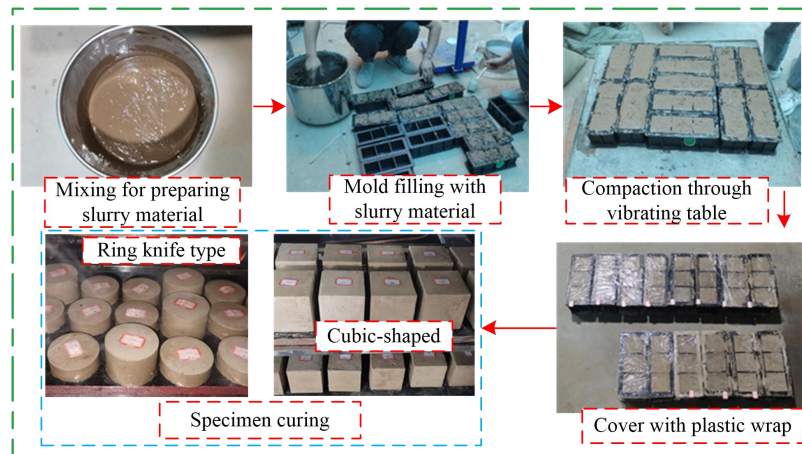 Mixing for preparing
slurry material
Mold filling with
slurry material
Compaction through
vibrating table
Ring knife type
Cubic-shaped
Specimen curing
Cover with plastic wrap